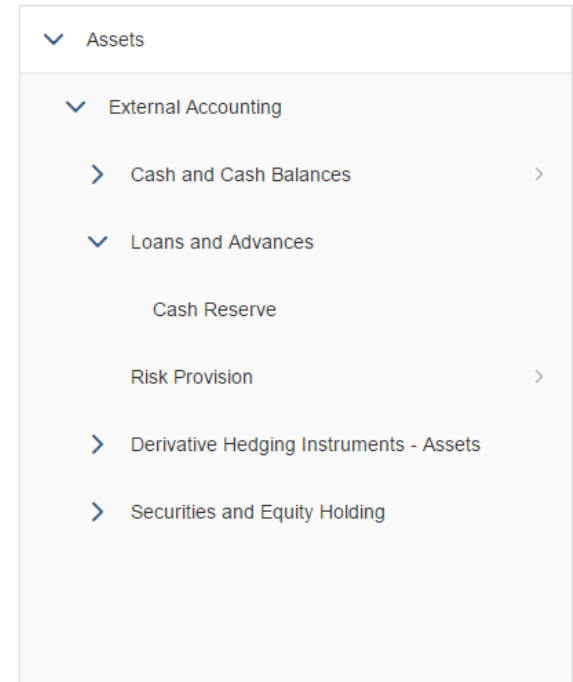 Assets
External Accounting
Cash and Cash Balances
Loans and Advances
Cash Reserve
Risk Provision
Derivative Hedging Instruments - Assets
Securities and Equity Holding